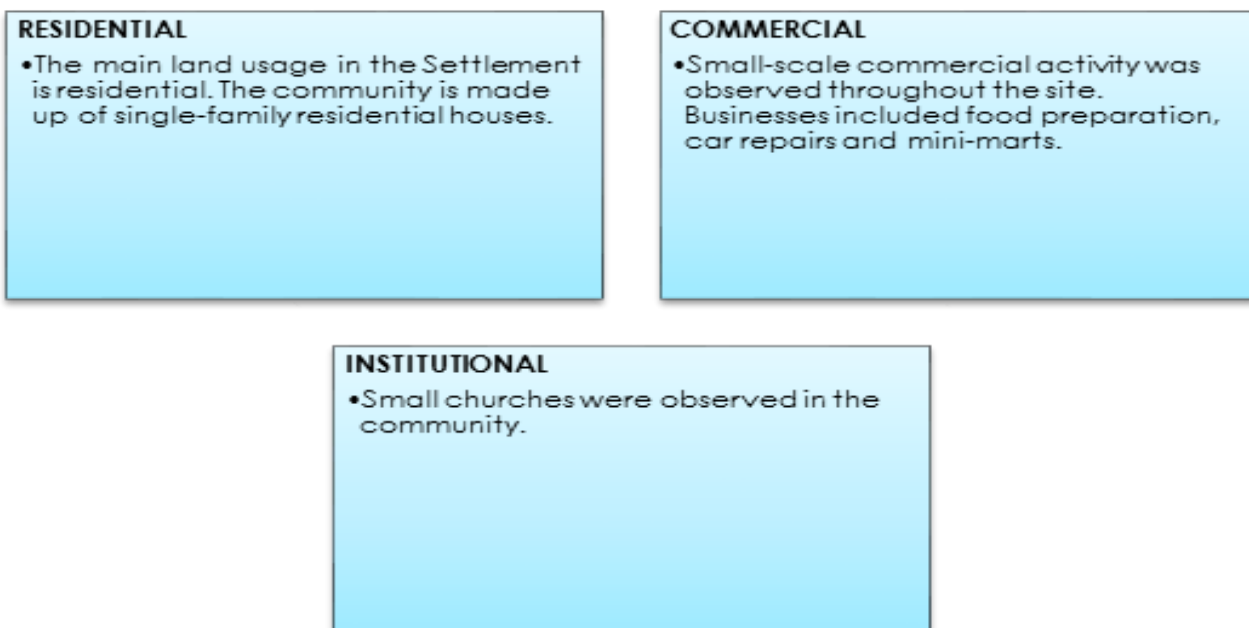 RESIDENTIAL
•The main land usage in the Settlement
is residential. The community is made
up of single-family residential houses.
COMMERCIAL
•Small-scale commercial activity was
observed throughout the site.
Businesses included food preparation,
car repairs and mini-marts.
INSTITUTIONAL
•Small churches were observed in the
community.